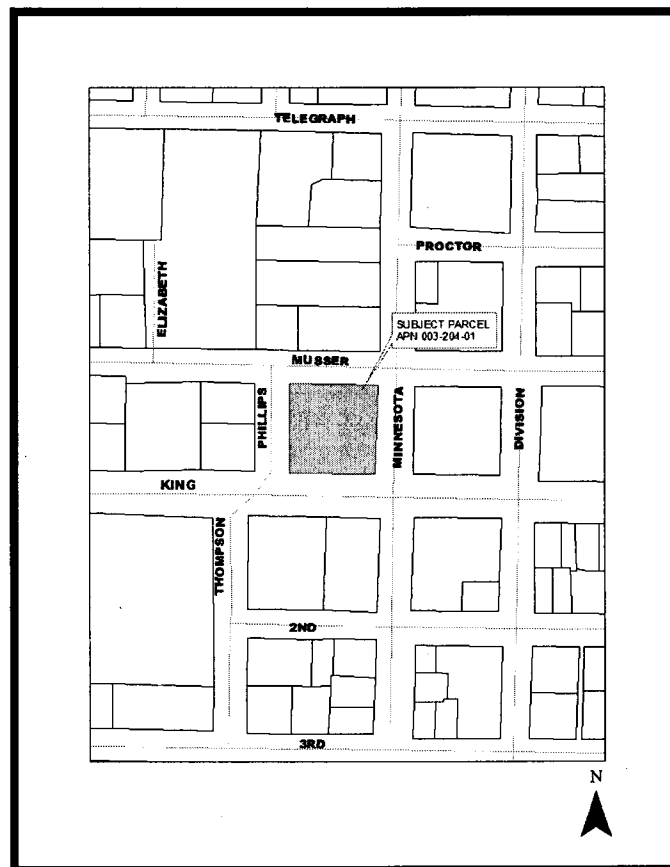 TELEGRAPH
PROCTOR
ELIZABETH
SUBJECT PARCEL
APN 003-204-01
MUSSER
PHILLIPS
MINNESOTA
DIVISION
KING
THOMPSON
2ND
3RD
N